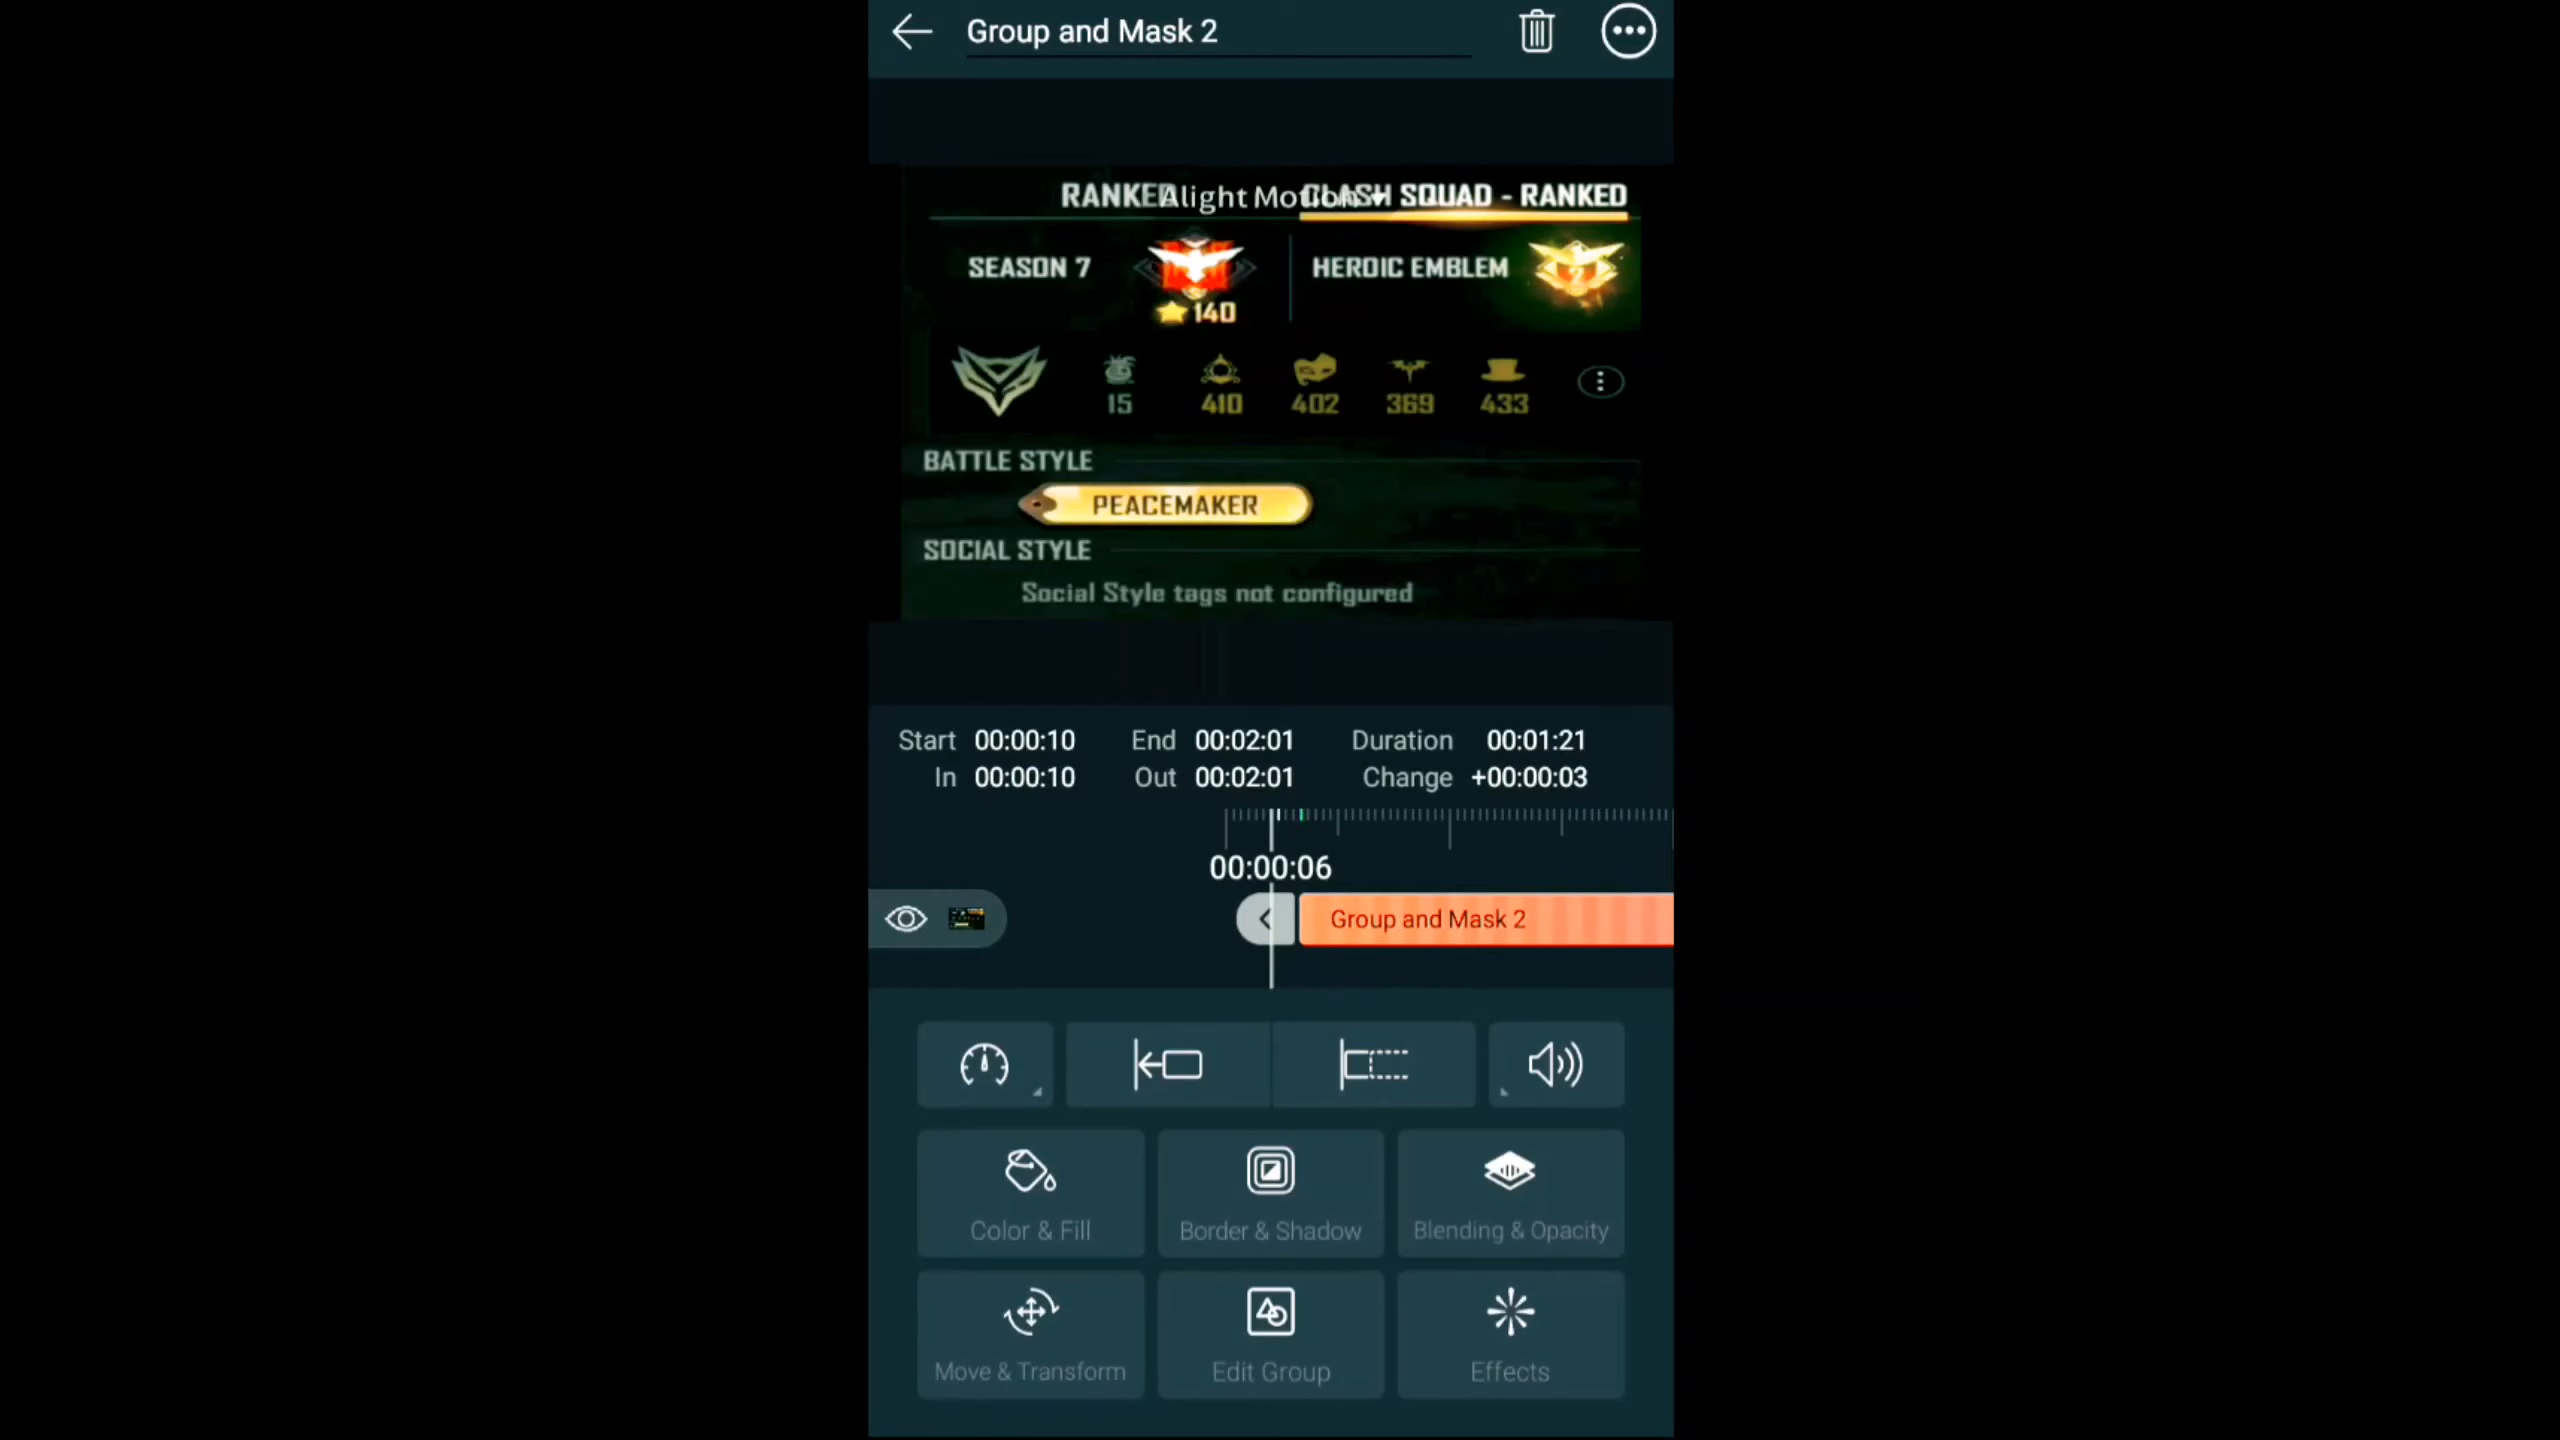 Group and Mask 2
RANKED Alight Motion CLASH SQUAD - RANKED
SEASON 7 HEROIC EMBLEM 2
140
15 410 402 369 433
BATTLE STYLE
PEACEMAKER
SOCIAL STYLE
Social Style tags not configured
Start 00:00:10 End 00:02:01 Duration 00:01:21
In 00:00:10 Out 00:02:01 Change +00:00:03
00:00:06
Group and Mask 2
Color & Fill Border & Shadow Blending & Opacity
Move & Transform Edit Group Effects